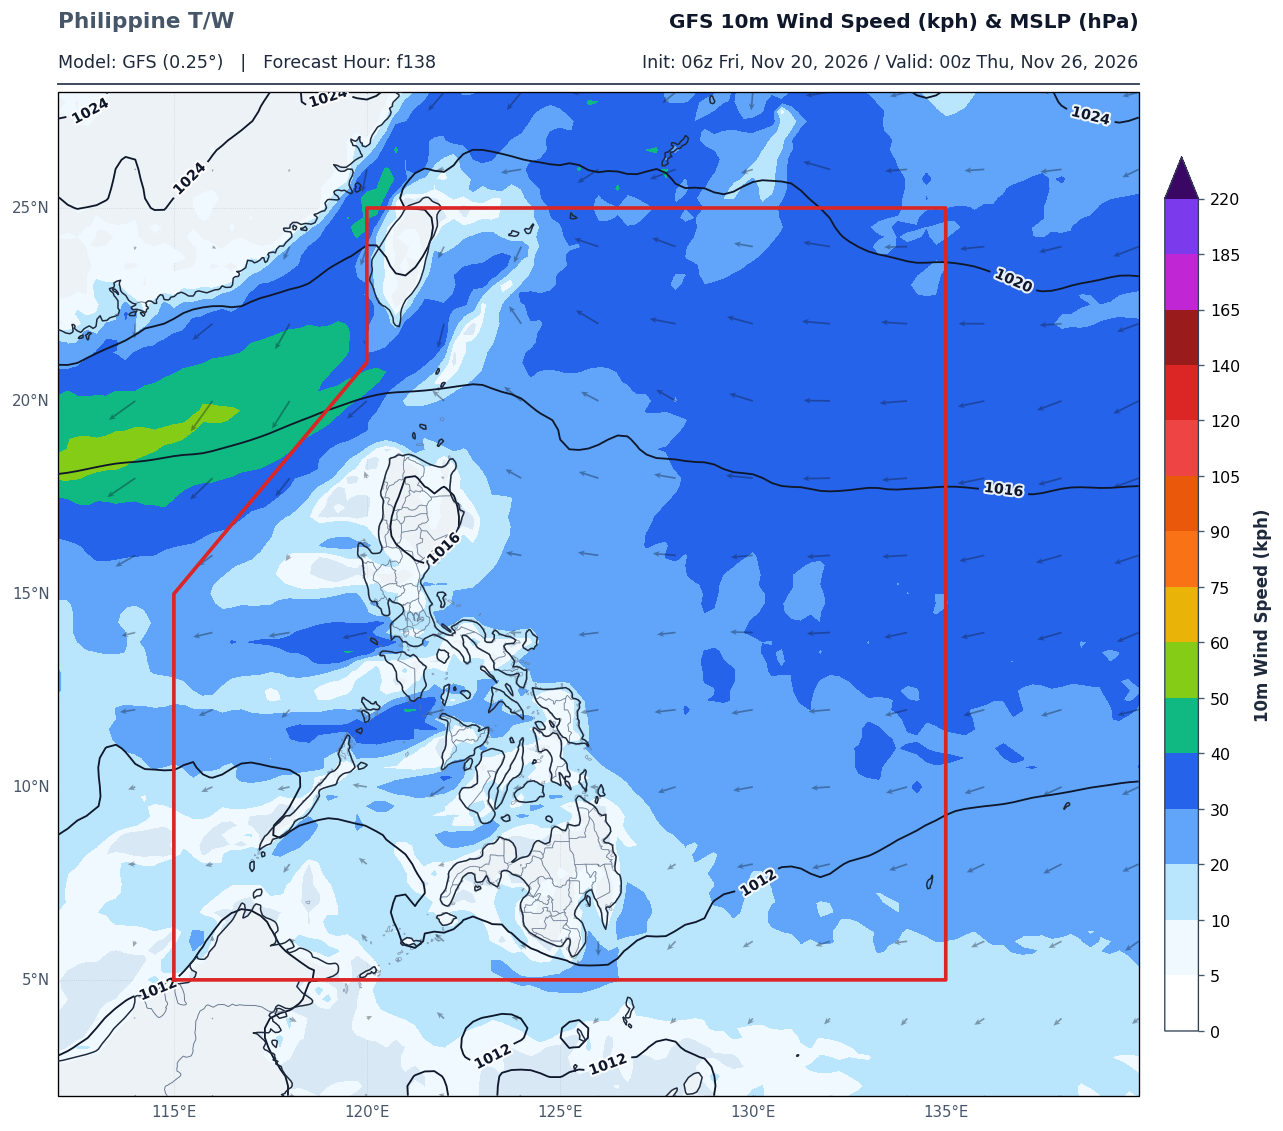 Philippine T/W
GFS 10m Wind Speed (kph) & MSLP (hPa)
Model: GFS (0.25°) | Forecast Hour: f138
Init: 06z Fri, Nov 20, 2026 / Valid: 00z Thu, Nov 26, 2026
1024
1024
1024
1024
1020
1016
1016
1012
1012
1012
1012
25°N
20°N
15°N
10°N
5°N
115°E
120°E
125°E
130°E
135°E
220
185
165
140
120
105
90
75
60
50
40
30
20
10
5
0
10m Wind Speed (kph)